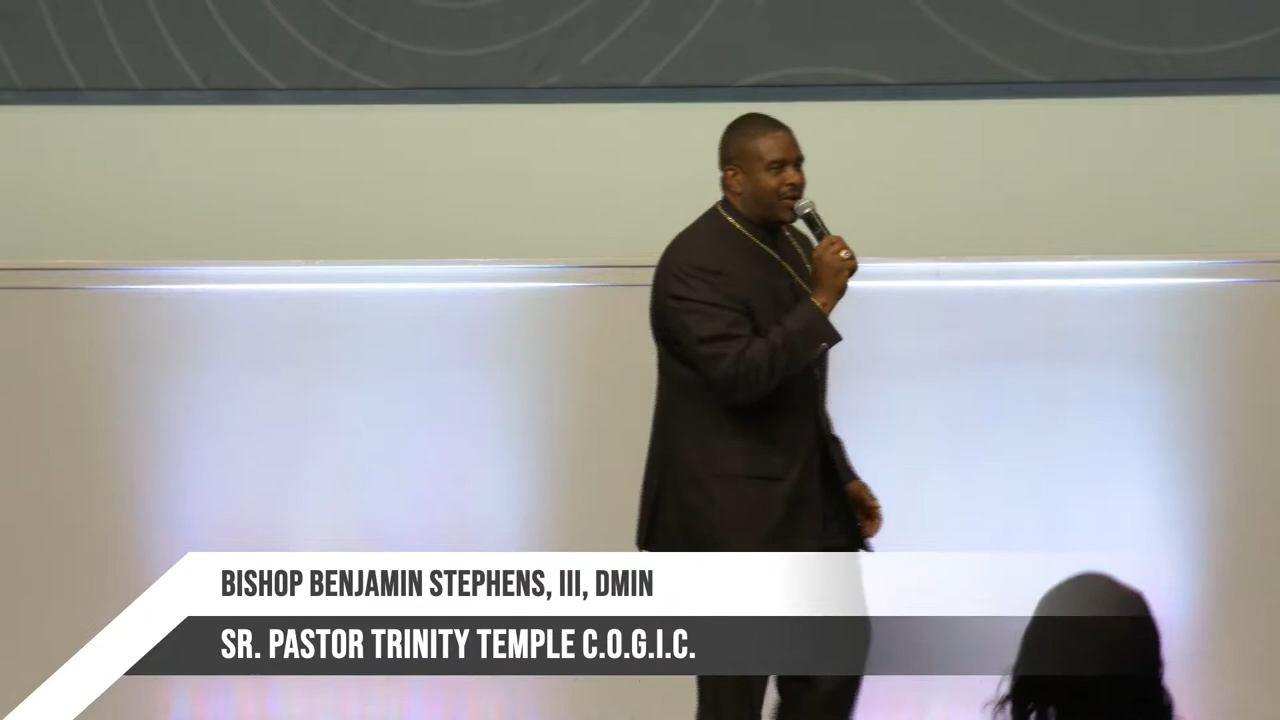 BISHOP BENJAMIN STEPHENS, III, DMIN
SR. PASTOR TRINITY TEMPLE C.O.G.I.C.